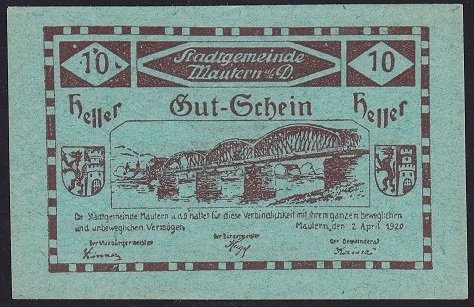 10 Stadtgemeinde 10
Mautern a/D.
Heller Gut-Schein Heller
Die Stadtgemeinde Mautern a.d.D haftet für diese Verbindlichkeit mit ihrem ganzen beweglichen
und unbeweglichen Vermögen. Mautern, den 2 April 1920
Der Vizebürgermeister Der Bürgermeister Der Gemeinderat